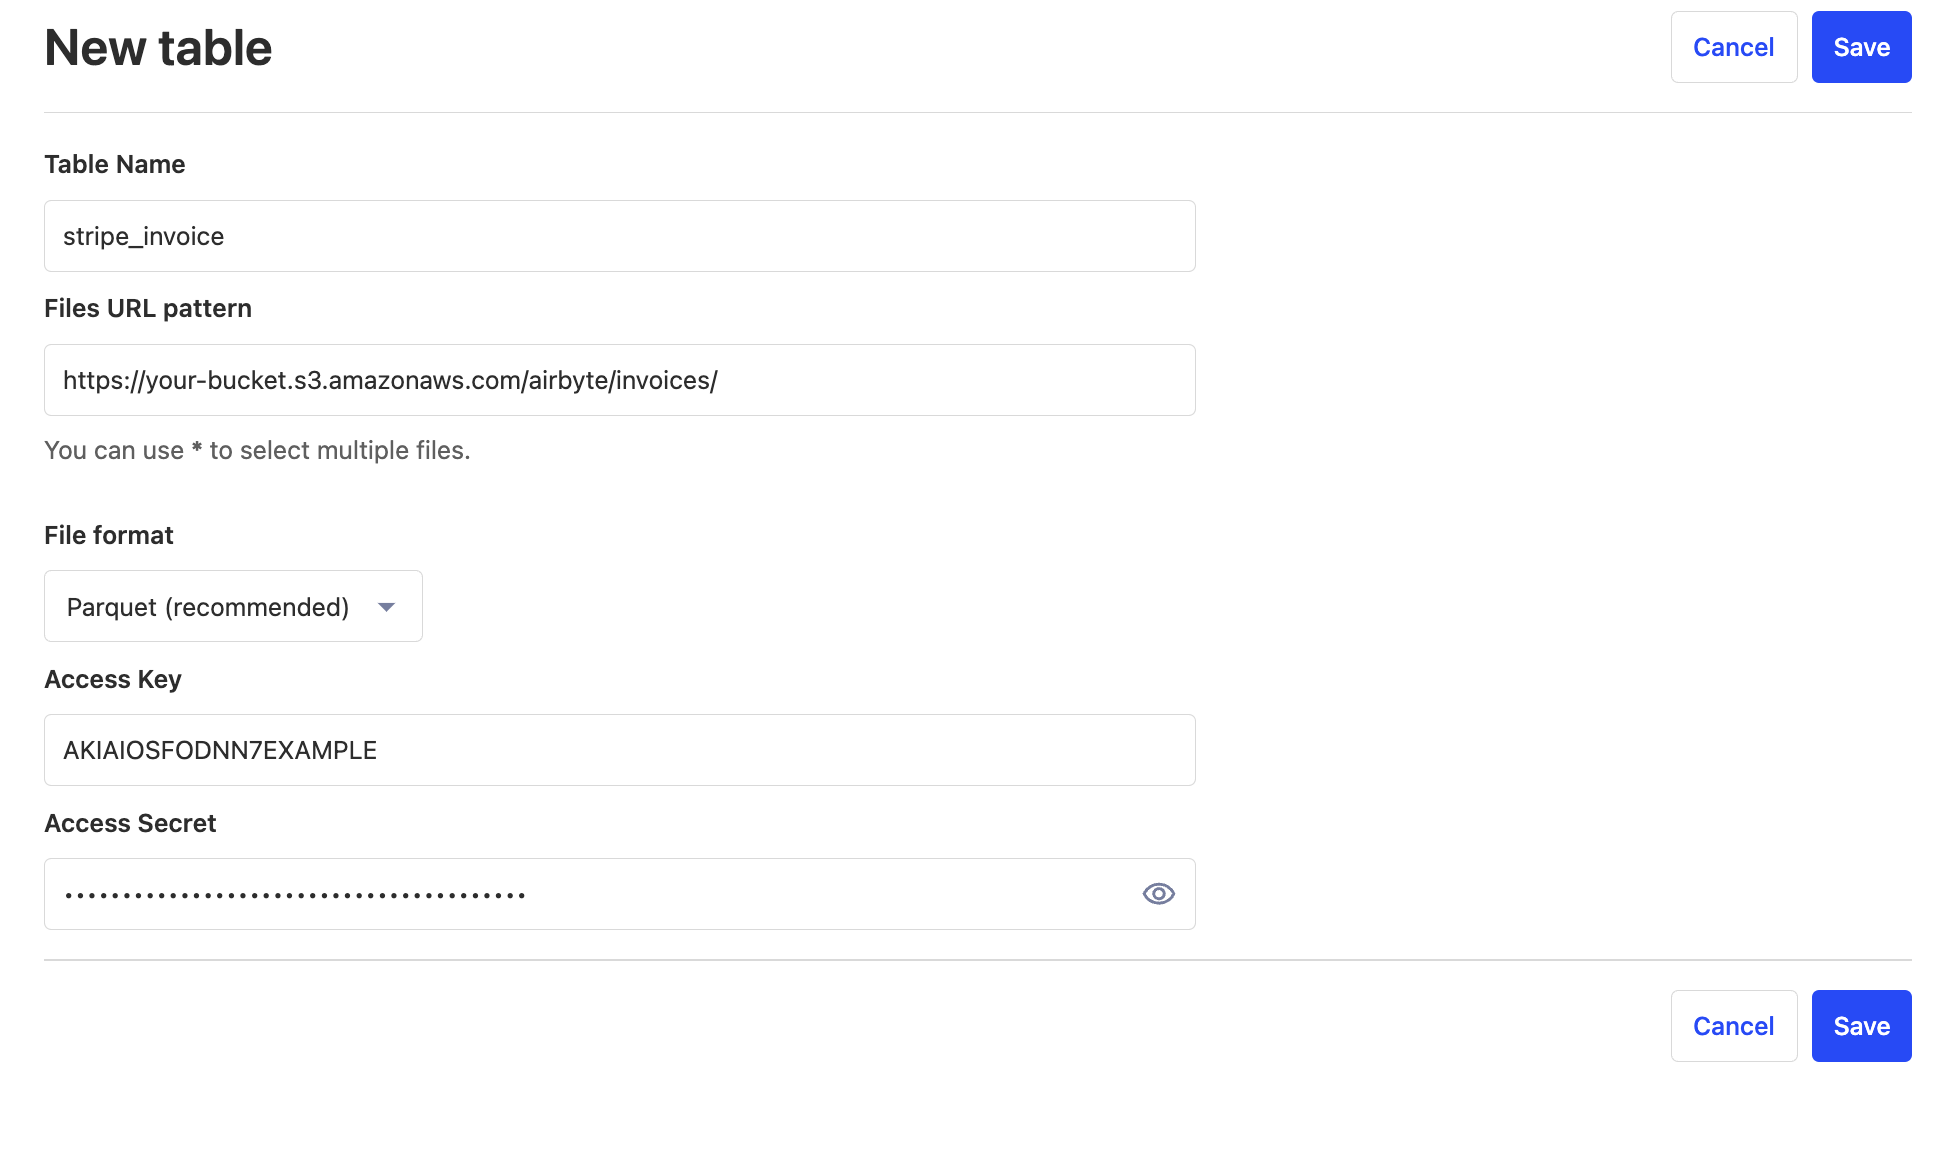 New table
Cancel
Save
Table Name
stripe_invoice
Files URL pattern
https://your-bucket.s3.amazonaws.com/airbyte/invoices/
You can use * to select multiple files.
File format
Parquet (recommended)
Access Key
AKIAIOSFODNN7EXAMPLE
Access Secret
••••••••••••••••••••••••••••••••••••••••
Cancel
Save